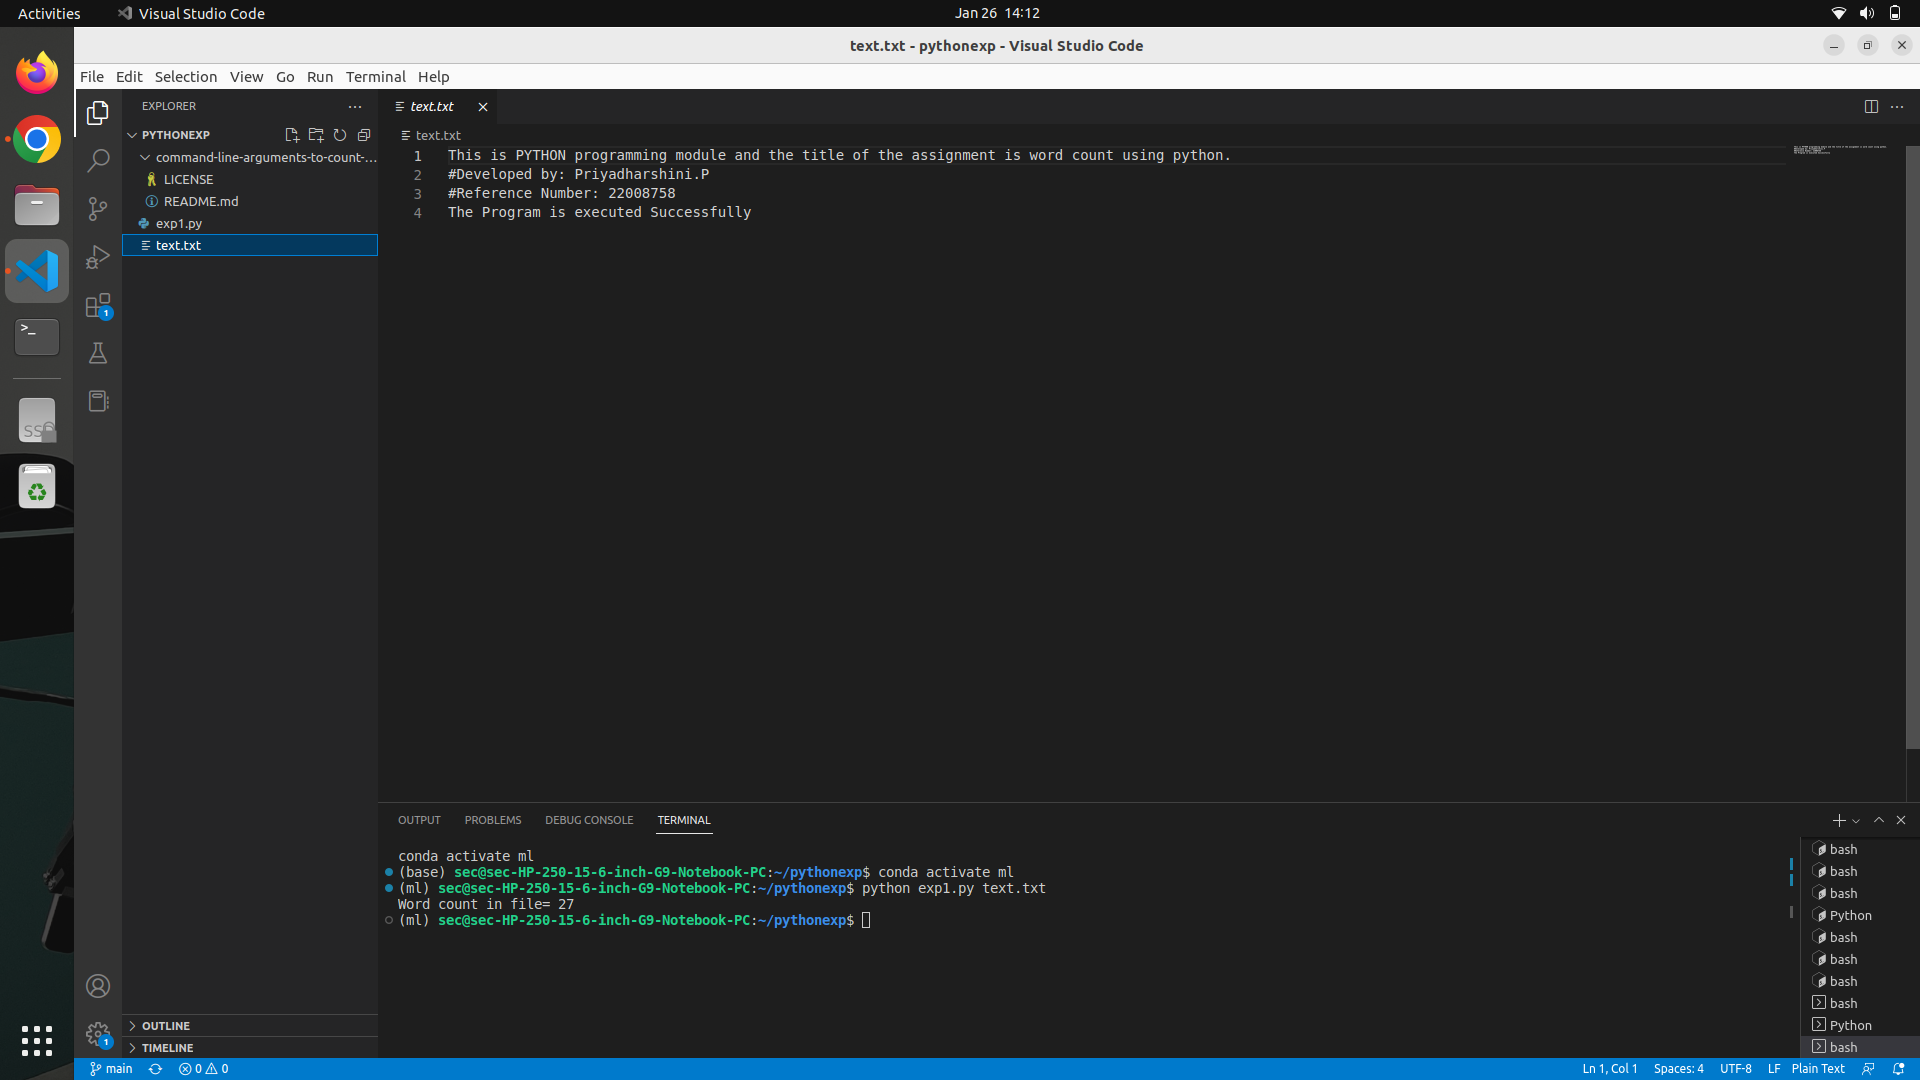 Activities
Visual Studio Code
Jan 26 14:12
text.txt - pythonexp - Visual Studio Code
File Edit Selection View Go Run Terminal Help
EXPLORER
PYTHONEXP
command-line-arguments-to-count-...
LICENSE
README.md
exp1.py
text.txt
OUTLINE
TIMELINE
text.txt
text.txt
1 This is PYTHON programming module and the title of the assignment is word count using python.
2 #Developed by: Priyadharshini.P
3 #Reference Number: 22008758
4 The Program is executed Successfully
OUTPUT PROBLEMS DEBUG CONSOLE TERMINAL
conda activate ml
(base) sec@sec-HP-250-15-6-inch-G9-Notebook-PC:~/pythonexp$ conda activate ml
(ml) sec@sec-HP-250-15-6-inch-G9-Notebook-PC:~/pythonexp$ python exp1.py text.txt
Word count in file= 27
(ml) sec@sec-HP-250-15-6-inch-G9-Notebook-PC:~/pythonexp$
bash
bash
bash
Python
bash
bash
bash
bash
Python
bash
1
1
>_
SS
main 0 0
Ln 1, Col 1 Spaces: 4 UTF-8 LF Plain Text